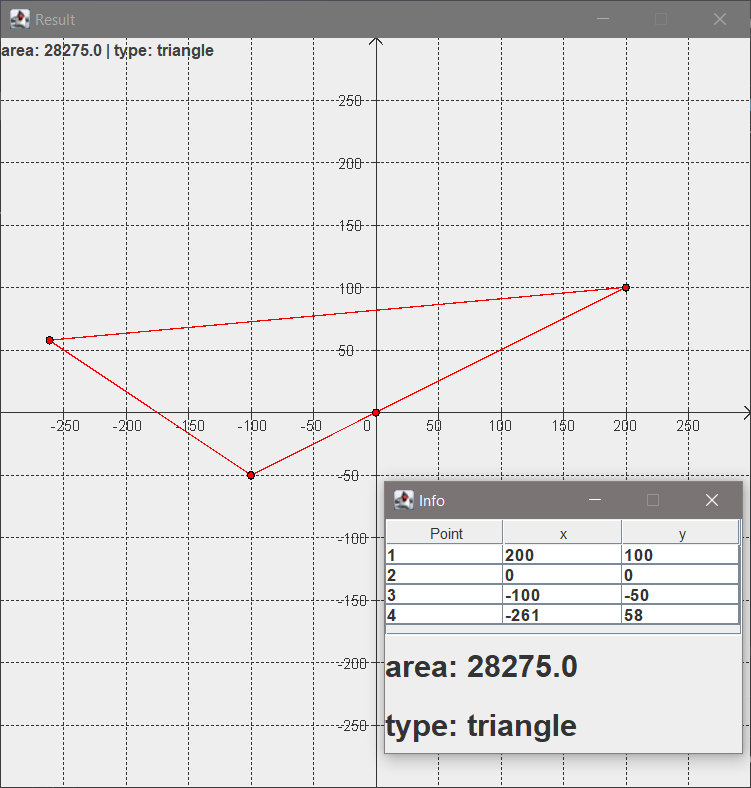 Result
area: 28275.0 | type: triangle
250
200
150
100
50
-250 -200 -150 -100 -50 0 50 100 150 200 250
-50
-100
-150
-200
-250
Info
Point x y
1 200 100
2 0 0
3 -100 -50
4 -261 58
area: 28275.0
type: triangle